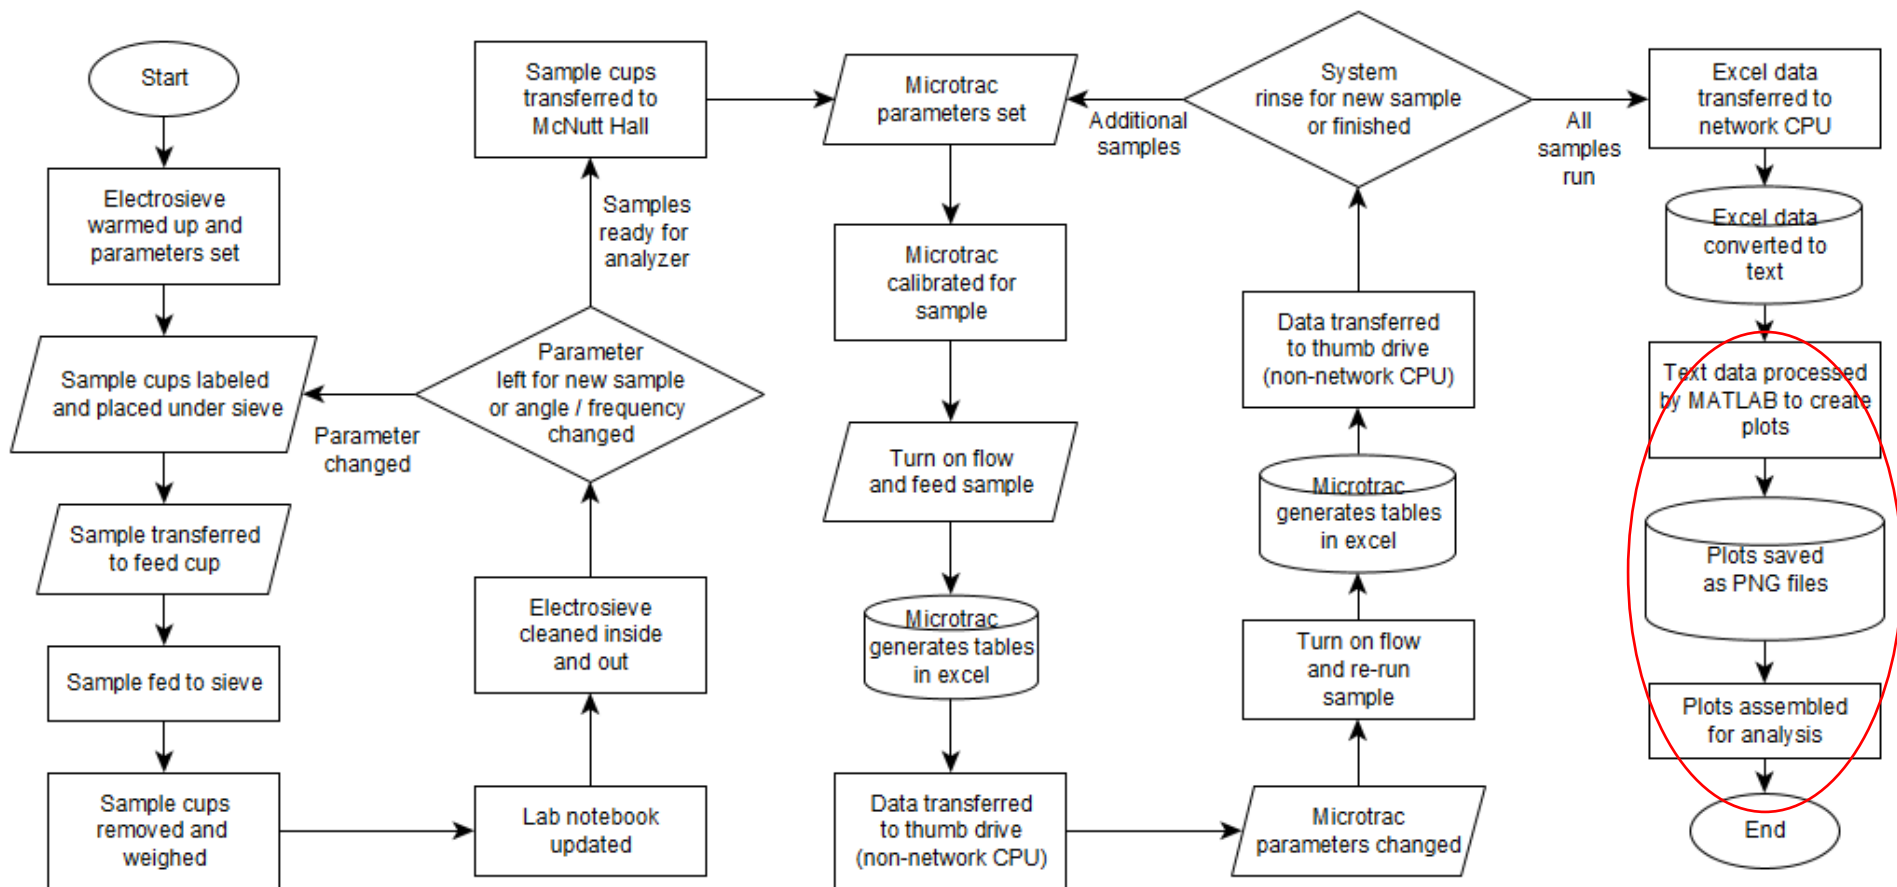 Start
Electrosieve
warmed up and
parameters set
Sample cups labeled
and placed under sieve
Sample transferred
to feed cup
Sample fed to sieve
Sample cups
removed and
weighed
Lab notebook
updated
Electrosieve
cleaned inside
and out
Parameter
left for new sample
or angle / frequency
changed
Parameter
changed
Samples
ready for
analyzer
Sample cups
transferred to
McNutt Hall
Microtrac
parameters set
Microtrac
calibrated for
sample
Turn on flow
and feed sample
Microtrac
generates tables
in excel
Data transferred
to thumb drive
(non-network CPU)
Microtrac
parameters changed
Turn on flow
and re-run
sample
Microtrac
generates tables
in excel
Data transferred
to thumb drive
(non-network CPU)
System
rinse for new sample
or finished
Additional
samples
All
samples
run
Excel data
transferred to
network CPU
Excel data
converted to
text
Text data processed
by MATLAB to create
plots
Plots saved
as PNG files
Plots assembled
for analysis
End